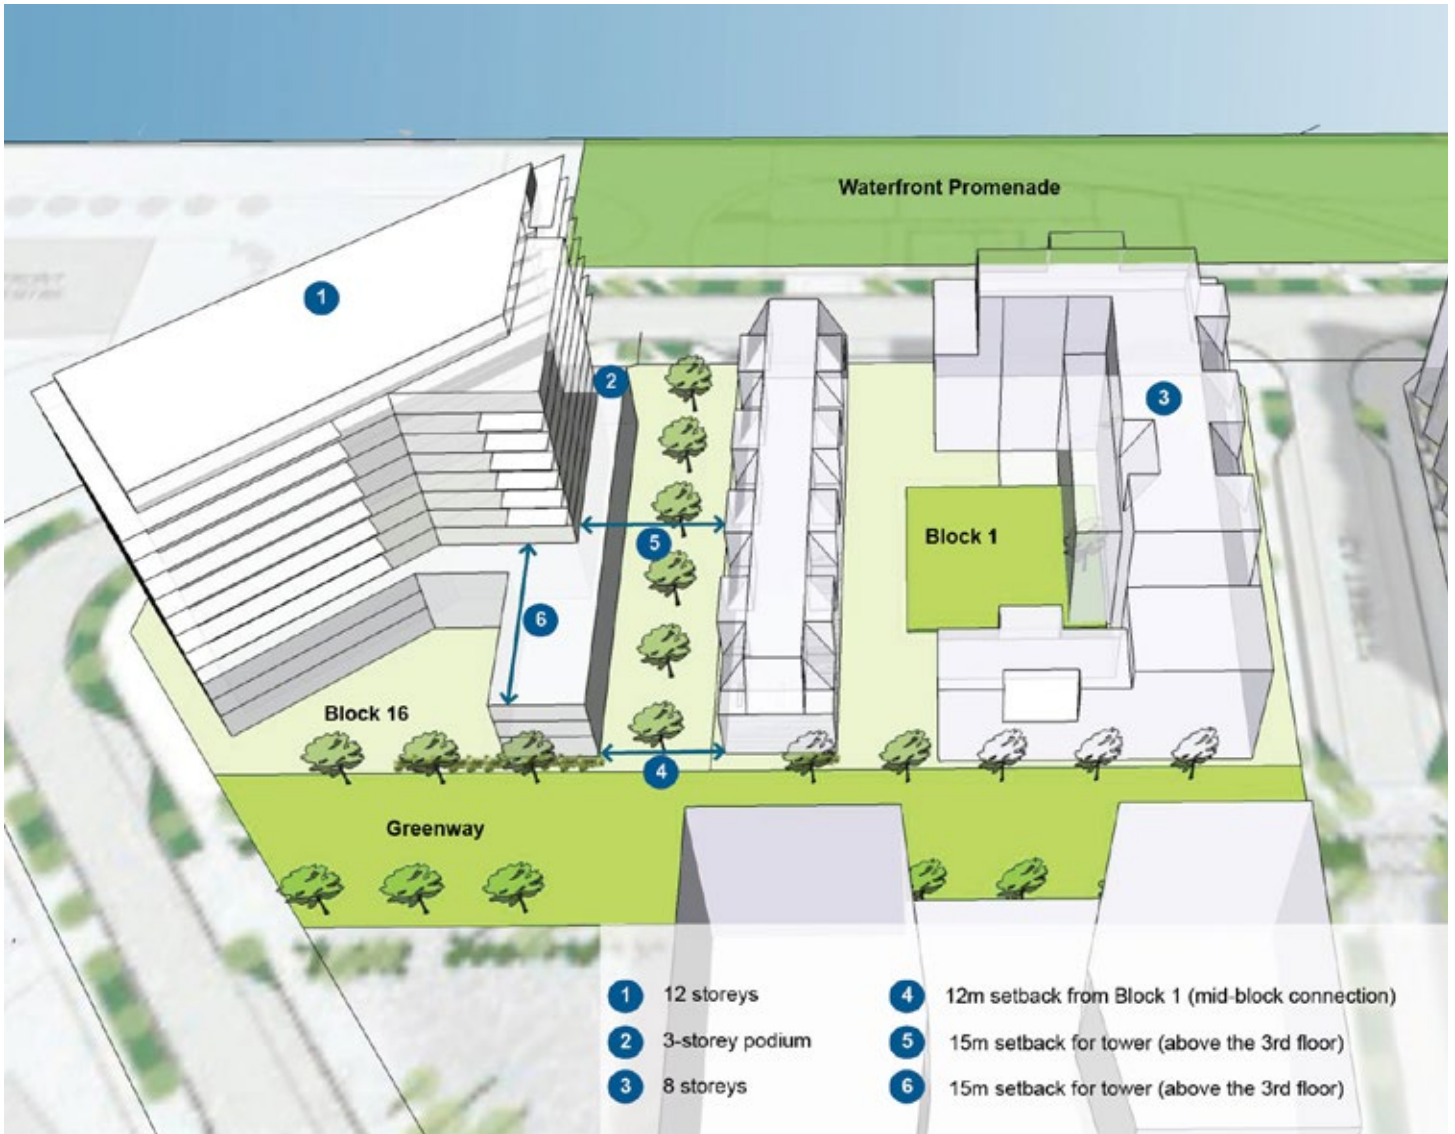 Waterfront Promenade
1
2
3
Block 1
5
6
Block 16
4
Greenway
1 12 storeys
2 3-storey podium
3 8 storeys
4 12m setback from Block 1 (mid-block connection)
5 15m setback for tower (above the 3rd floor)
6 15m setback for tower (above the 3rd floor)